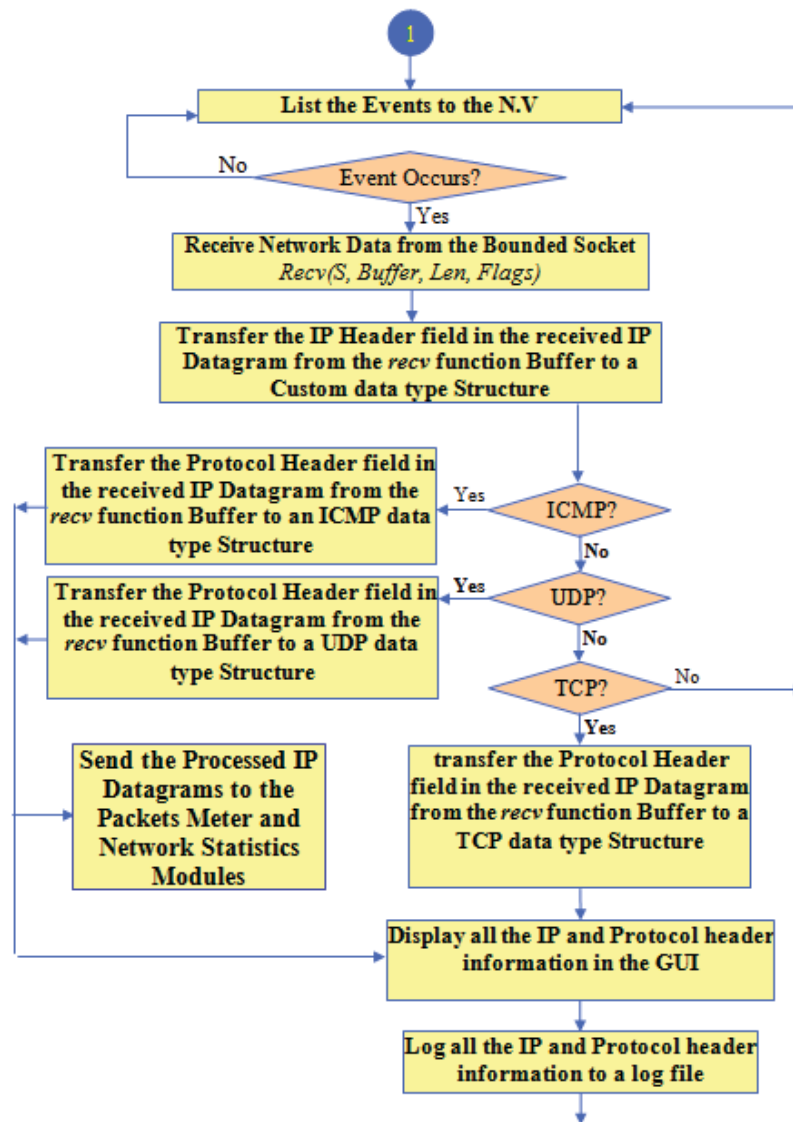 1
List the Events to the N.V
No
Event Occurs?
Yes
Receive Network Data from the Bounded Socket
Recv(S, Buffer, Len, Flags)
Transfer the IP Header field in the received IP
Datagram from the recv function Buffer to a
Custom data type Structure
Transfer the Protocol Header field in
the received IP Datagram from the
recv function Buffer to an ICMP data
type Structure
Yes
ICMP?
No
Transfer the Protocol Header field in
the received IP Datagram from the
recv function Buffer to a UDP data
type Structure
Yes
UDP?
No
TCP?
No
Yes
Send the Processed IP
Datagrams to the
Packets Meter and
Network Statistics
Modules
transfer the Protocol Header
field in the received IP Datagram
from the recv function Buffer to a
TCP data type Structure
Display all the IP and Protocol header
information in the GUI
Log all the IP and Protocol header
information to a log file